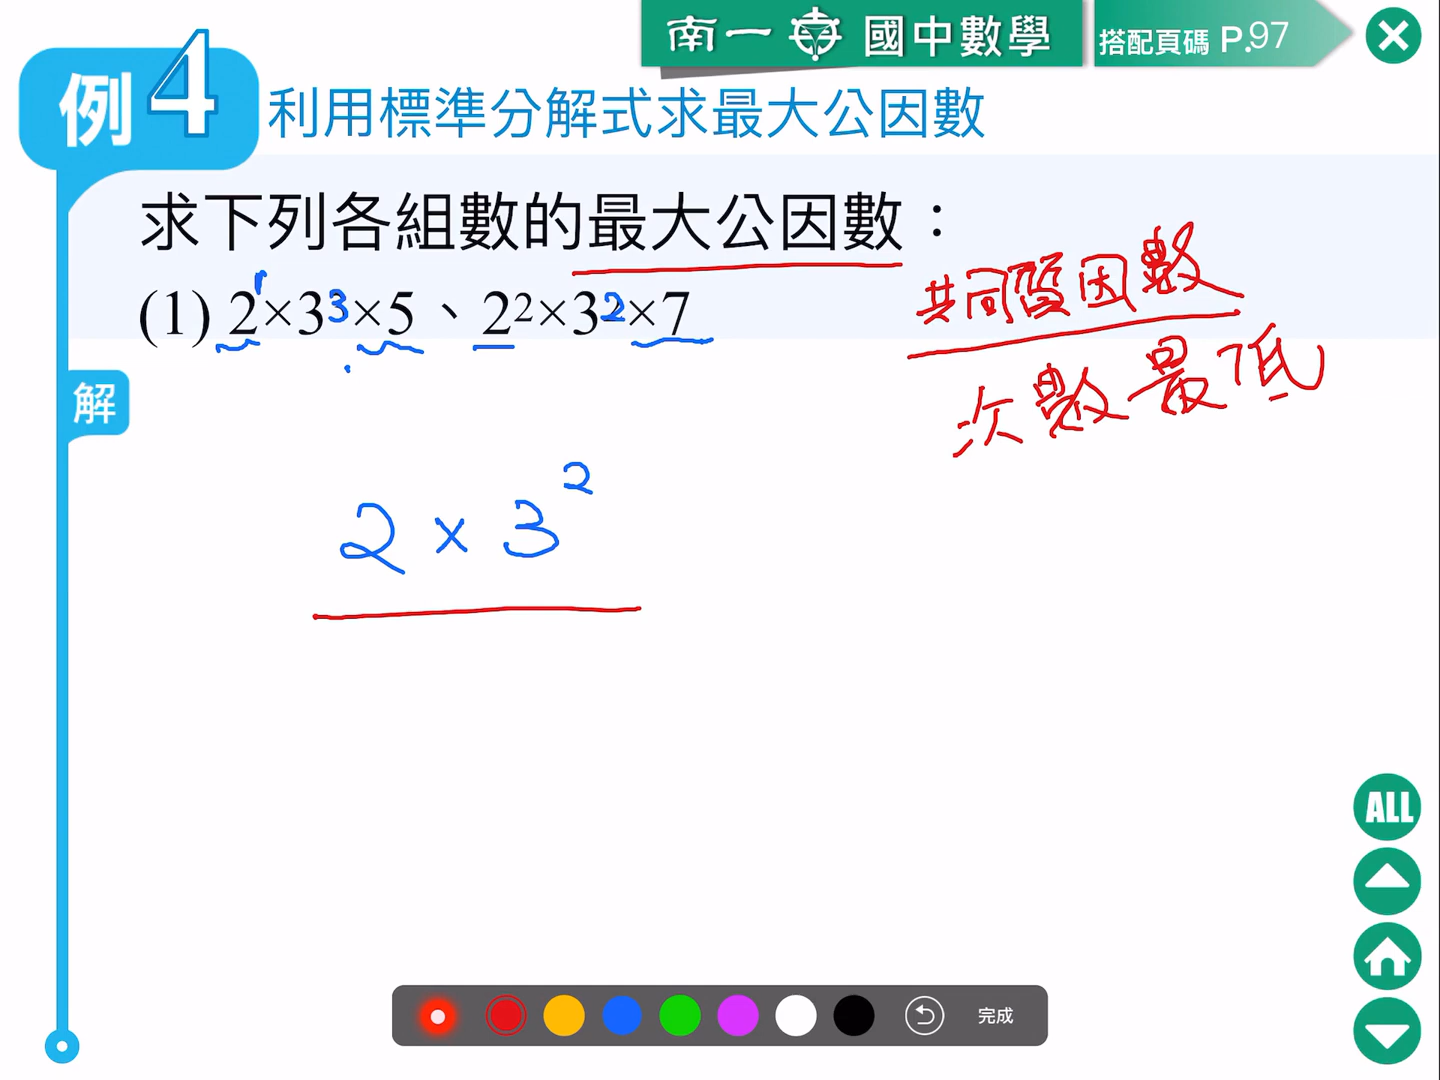 南一 國中數學
搭配頁碼 P.97
例4 利用標準分解式求最大公因數
求下列各組數的最大公因數：
(1) 2¹×3³×5、2²×3²×7
共同質因數
次數最低
解
2 × 3²
ALL
完成